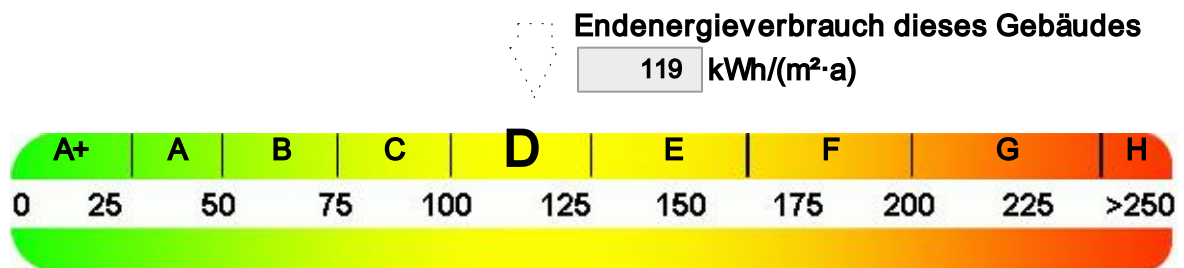 Endenergieverbrauch dieses Gebäudes
119 kWh/(m²·a)
A+ A B C D E F G H
0 25 50 75 100 125 150 175 200 225 >250